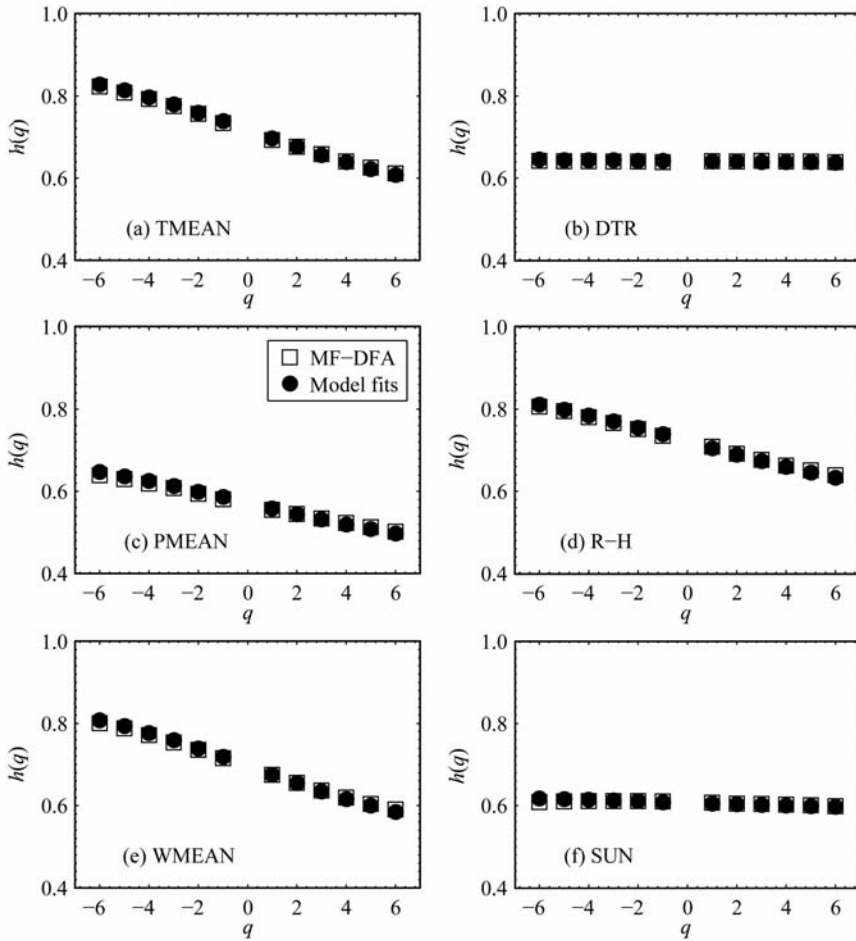 1.0 1.0
0.8 0.8
h(q) h(q)
0.6 0.6
(a) TMEAN (b) DTR
0.4 0.4
−6 −4 −2 0 2 4 6 −6 −4 −2 0 2 4 6
q q
1.0 1.0
MF−DFA
Model fits
0.8 0.8
h(q) h(q)
0.6 0.6
(c) PMEAN (d) R−H
0.4 0.4
−6 −4 −2 0 2 4 6 −6 −4 −2 0 2 4 6
q q
1.0 1.0
0.8 0.8
h(q) h(q)
0.6 0.6
(e) WMEAN (f) SUN
0.4 0.4
−6 −4 −2 0 2 4 6 −6 −4 −2 0 2 4 6
q q